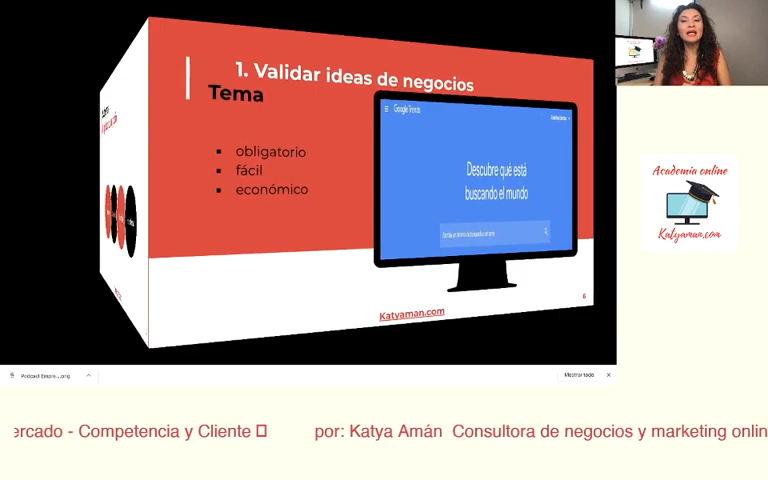 1. Validar ideas de negocios
Tema
▪ obligatorio
▪ fácil
▪ económico
Google Trends
Descubre qué está
buscando el mundo
Katyaman.com
6
Academia online
Katyaman.com
Podcast Empre...png
Mostrar todo
ercado - Competencia y Cliente
por: Katya Amán Consultora de negocios y marketing onlin